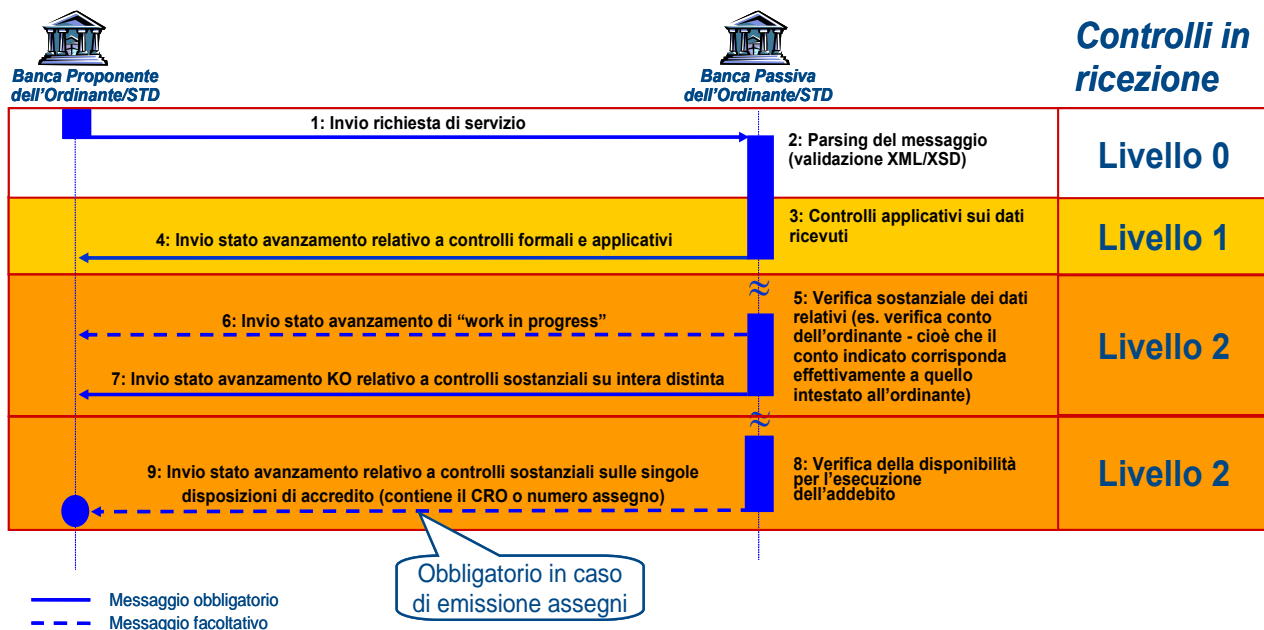 Banca Proponente
dell'Ordinante/STD
Banca Passiva
dell'Ordinante/STD
Controlli in
ricezione
1: Invio richiesta di servizio
2: Parsing del messaggio
(validazione XML/XSD)
Livello 0
3: Controlli applicativi sui dati
ricevuti
4: Invio stato avanzamento relativo a controlli formali e applicativi
Livello 1
5: Verifica sostanziale dei dati
relativi (es. verifica conto
dell'ordinante - cioè che il
conto indicato corrisponda
effettivamente a quello
intestato all'ordinante)
6: Invio stato avanzamento di “work in progress”
7: Invio stato avanzamento KO relativo a controlli sostanziali su intera distinta
Livello 2
8: Verifica della disponibilità
per l'esecuzione
dell'addebito
9: Invio stato avanzamento relativo a controlli sostanziali sulle singole
disposizioni di accredito (contiene il CRO o numero assegno)
Livello 2
Obbligatorio in caso
di emissione assegni
Messaggio obbligatorio
Messaggio facoltativo